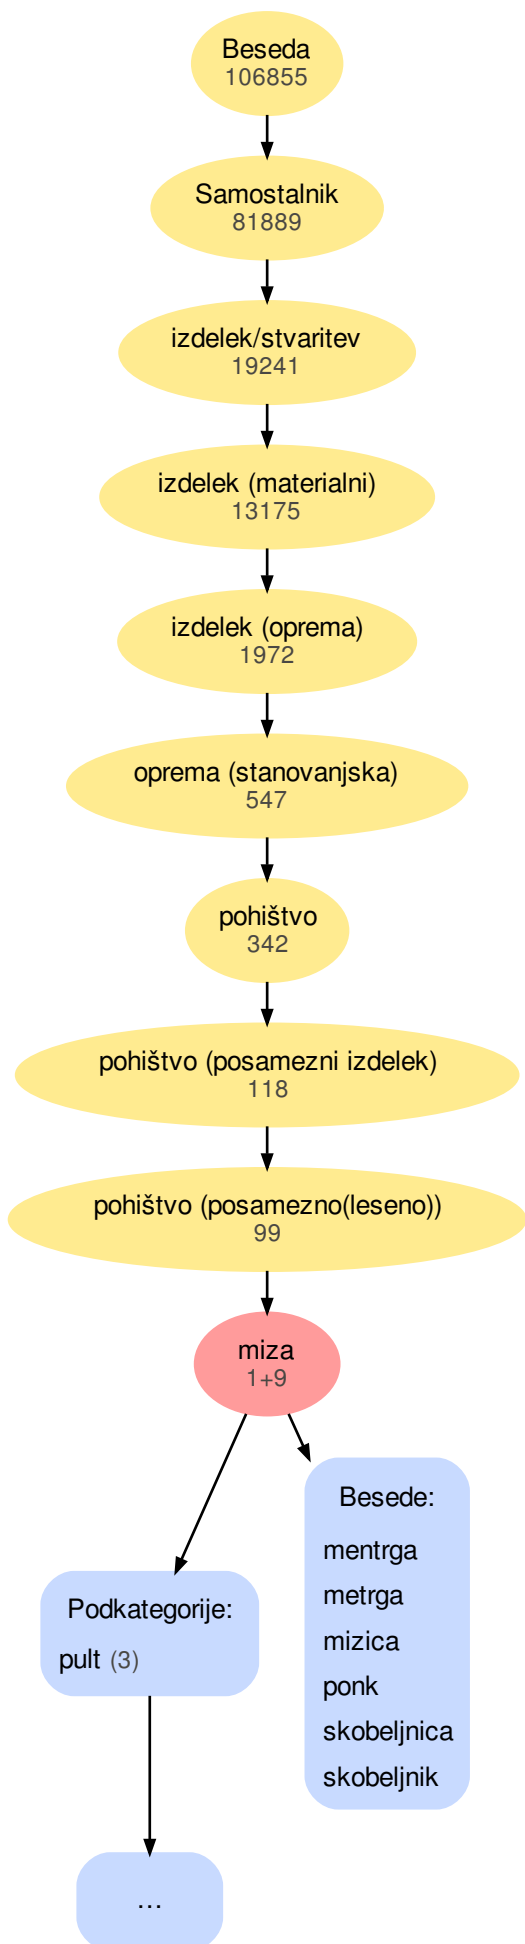 Beseda
106855
Samostalnik
81889
izdelek/stvaritev
19241
izdelek (materialni)
13175
izdelek (oprema)
1972
oprema (stanovanjska)
547
pohištvo
342
pohištvo (posamezni izdelek)
118
pohištvo (posamezno(leseno))
99
miza
1+9
Besede:
mentrga
metrga
mizica
ponk
skobeljnica
skobeljnik
Podkategorije:
pult (3)
...